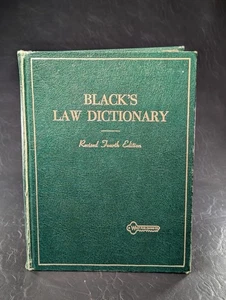 BLACK'S
LAW DICTIONARY
Revised Fourth Edition